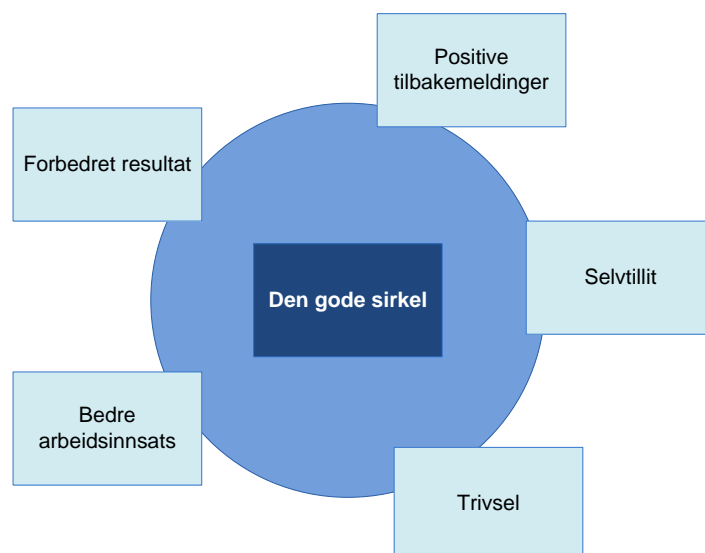 Positive
tilbakemeldinger
Forbedret resultat
Selvtillit
Den gode sirkel
Bedre
arbeidsinnsats
Trivsel